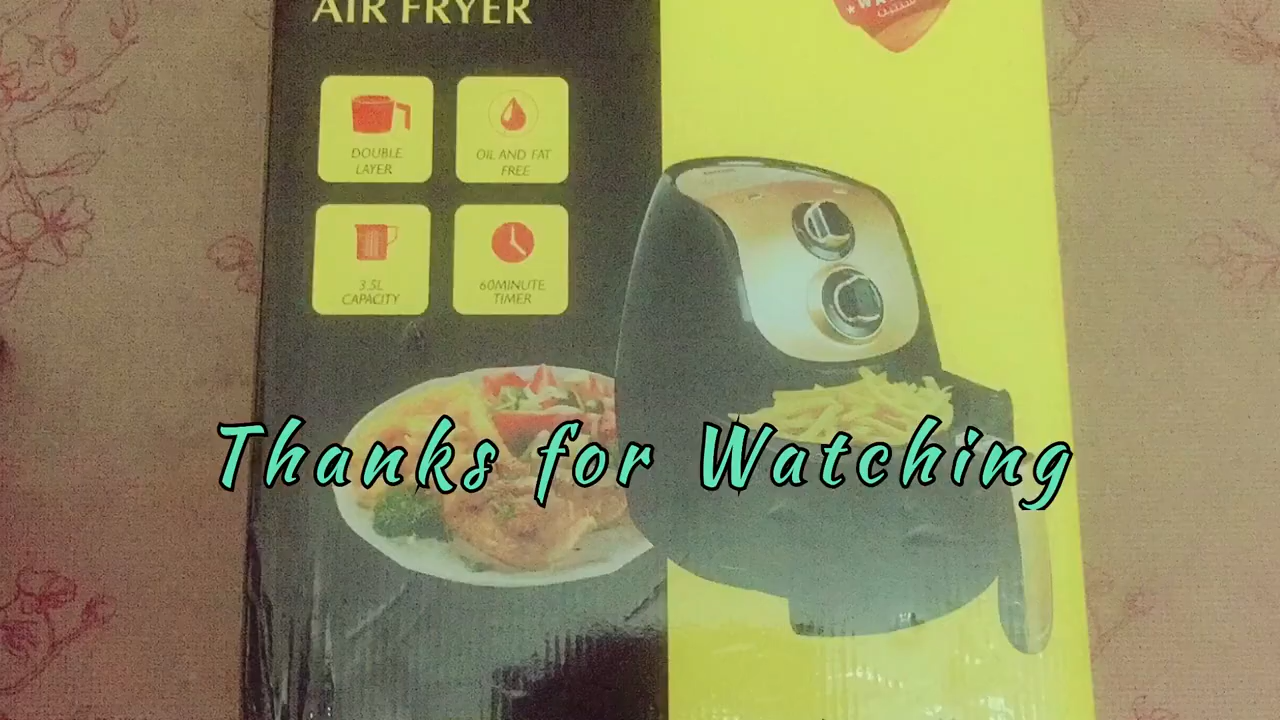 AIR FRYER
DOUBLE
LAYER
OIL AND FAT
FREE
3.5L
CAPACITY
60MINUTE
TIMER
Thanks for Watching